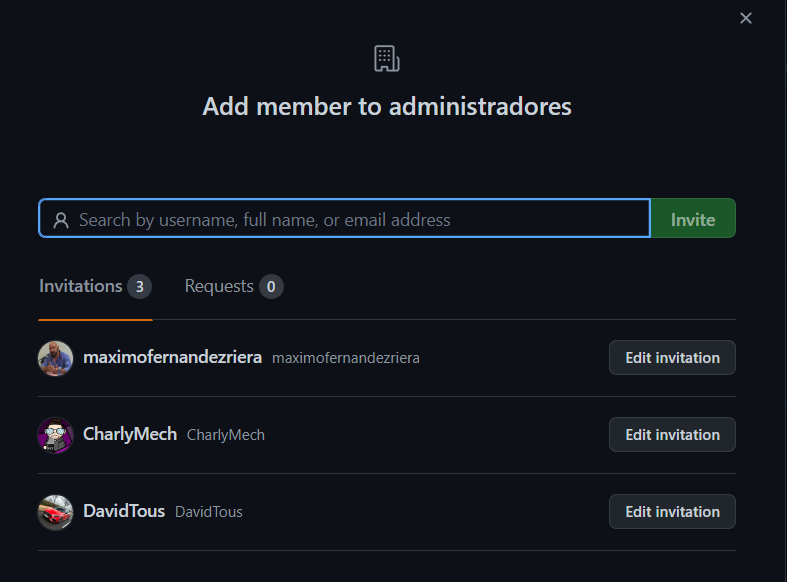 Add member to administradores
Search by username, full name, or email address
Invite
Invitations 3 Requests 0
maximofernandezriera maximofernandezriera Edit invitation
CharlyMech CharlyMech Edit invitation
DavidTous DavidTous Edit invitation